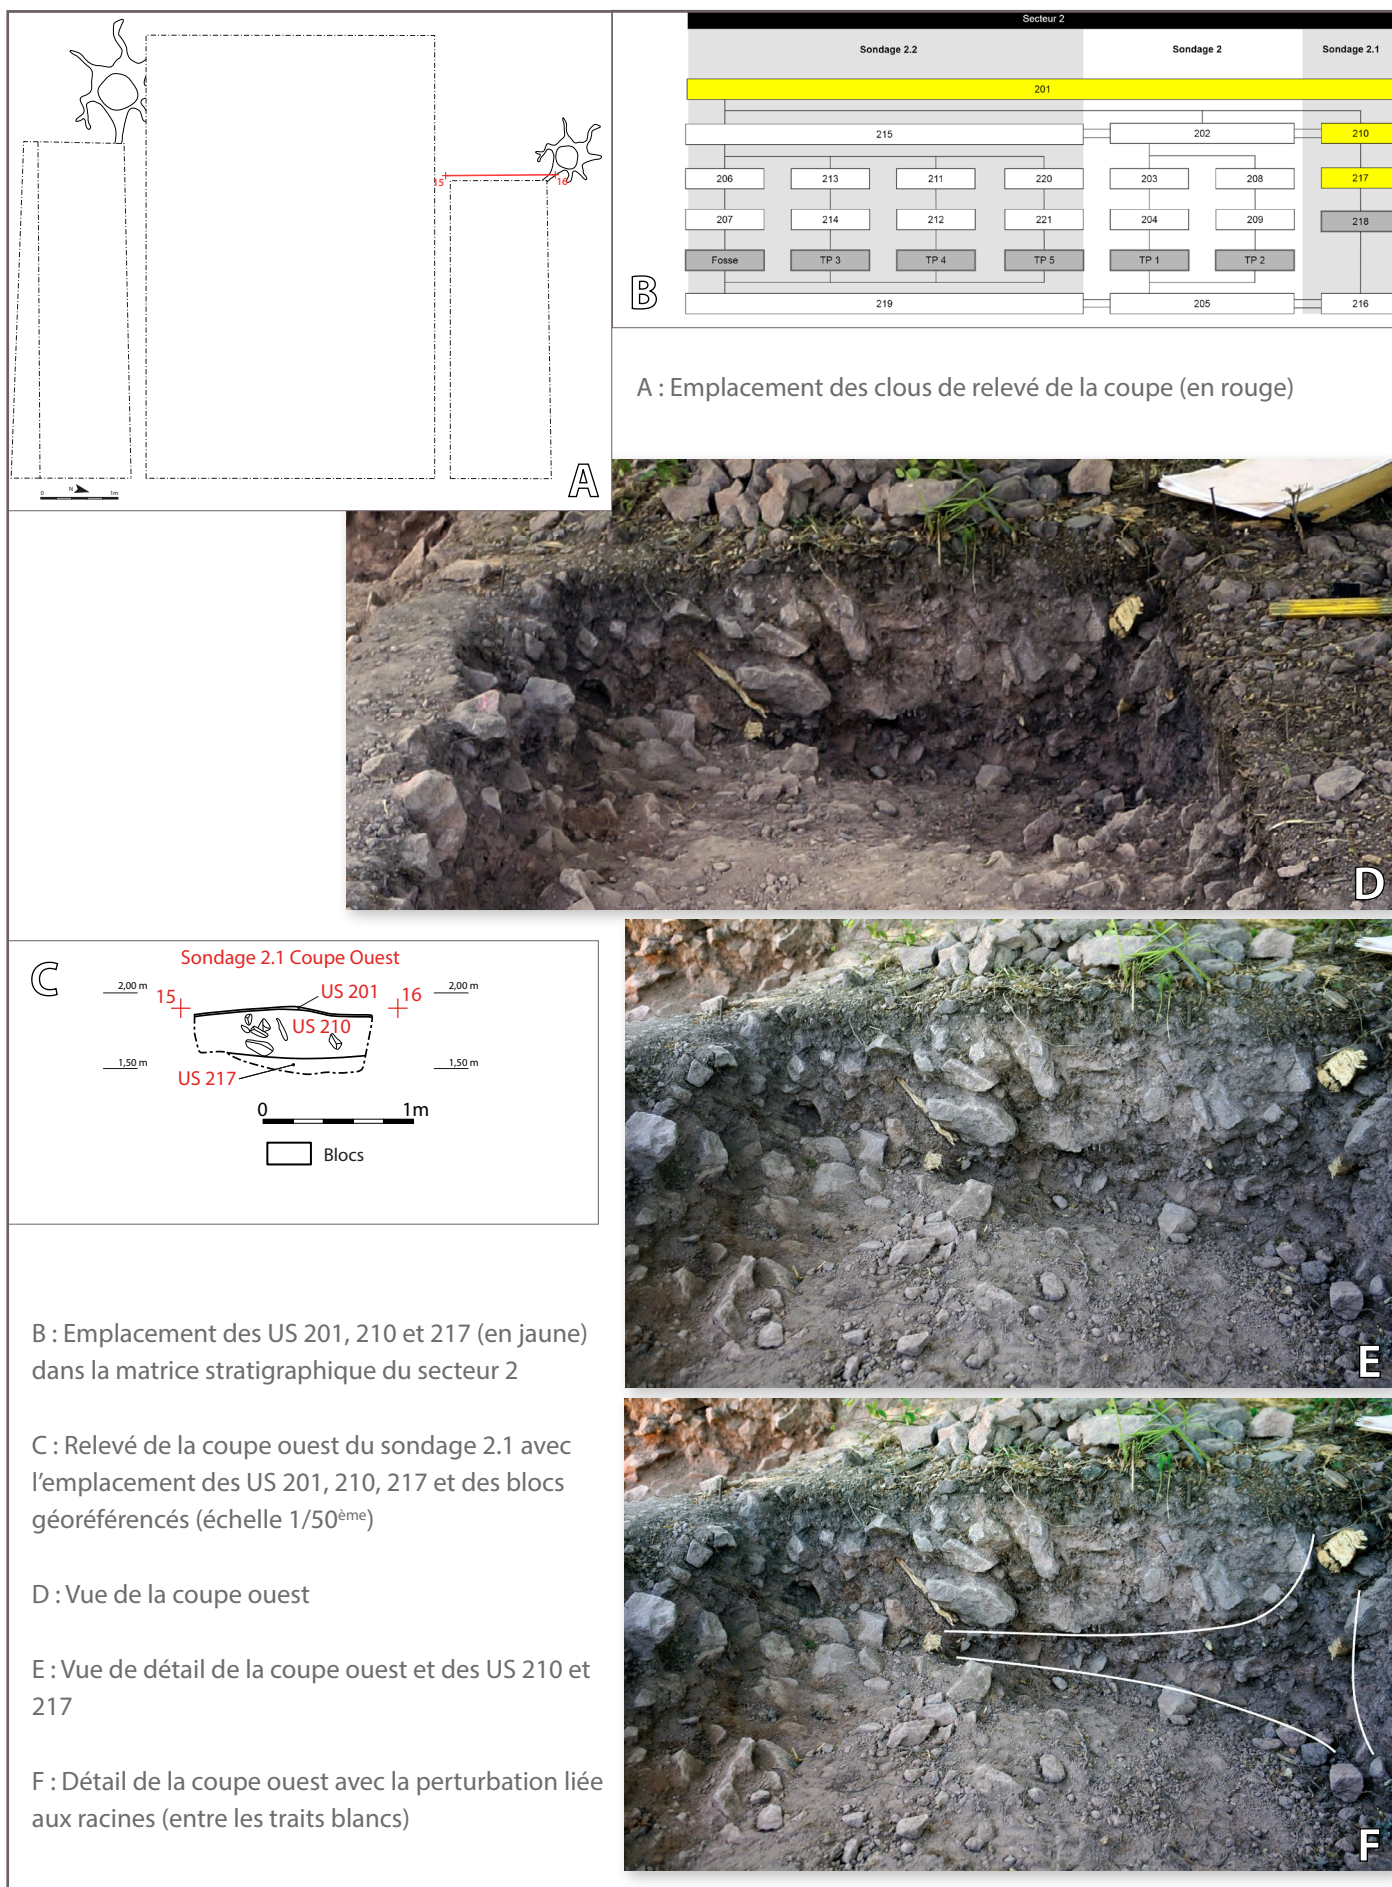 15
16
N
0
1m
A
Secteur 2
Sondage 2.2
Sondage 2
Sondage 2.1
201
215
202
210
206
213
211
220
203
208
217
207
214
212
221
204
209
218
Fosse
TP 3
TP 4
TP 5
TP 1
TP 2
219
205
216
B
A : Emplacement des clous de relevé de la coupe (en rouge)
D
C
Sondage 2.1 Coupe Ouest
2,00 m
15
US 201
16
2,00 m
US 210
1,50 m
1,50 m
US 217
0
1m
Blocs
E
B : Emplacement des US 201, 210 et 217 (en jaune)
dans la matrice stratigraphique du secteur 2
C : Relevé de la coupe ouest du sondage 2.1 avec
l'emplacement des US 201, 210, 217 et des blocs
géoréférencés (échelle 1/50ème)
D : Vue de la coupe ouest
E : Vue de détail de la coupe ouest et des US 210 et
217
F : Détail de la coupe ouest avec la perturbation liée
aux racines (entre les traits blancs)
F